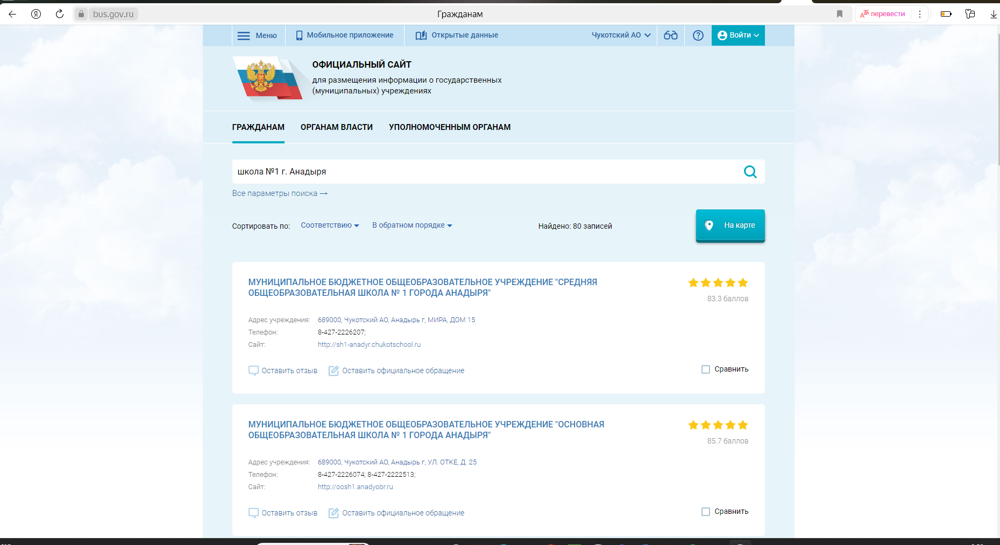 bus.gov.ru
Гражданам
перевести
Меню
Мобильное приложение
Открытые данные
Чукотский АО
Войти
ОФИЦИАЛЬНЫЙ САЙТ
для размещения информации о государственных
(муниципальных) учреждениях
ГРАЖДАНАМ
ОРГАНАМ ВЛАСТИ
УПОЛНОМОЧЕННЫМ ОРГАНАМ
школа №1 г. Анадыря
Все параметры поиска →
Сортировать по:
Соответствию
В обратном порядке
Найдено: 80 записей
На карте
МУНИЦИПАЛЬНОЕ БЮДЖЕТНОЕ ОБЩЕОБРАЗОВАТЕЛЬНОЕ УЧРЕЖДЕНИЕ "СРЕДНЯЯ
ОБЩЕОБРАЗОВАТЕЛЬНАЯ ШКОЛА № 1 ГОРОДА АНАДЫРЯ"
83.3 баллов
Адрес учреждения: 689000, Чукотский АО, Анадырь г, МИРА, ДОМ 15
Телефон: 8-427-2226207;
Сайт: http://sh1-anadyr.chukotschool.ru
Оставить отзыв
Оставить официальное обращение
Сравнить
МУНИЦИПАЛЬНОЕ БЮДЖЕТНОЕ ОБЩЕОБРАЗОВАТЕЛЬНОЕ УЧРЕЖДЕНИЕ "ОСНОВНАЯ
ОБЩЕОБРАЗОВАТЕЛЬНАЯ ШКОЛА № 1 ГОРОДА АНАДЫРЯ"
85.7 баллов
Адрес учреждения: 689000, Чукотский АО, Анадырь г, УЛ. ОТКЕ, Д. 25
Телефон: 8-427-2226074; 8-427-2222513;
Сайт: http://oosh1.anadyobr.ru
Оставить отзыв
Оставить официальное обращение
Сравнить